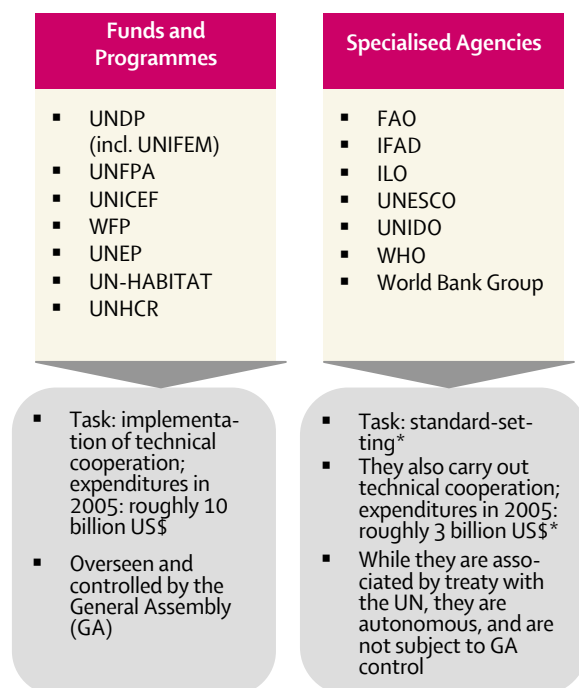 Funds and
Programmes
▪ UNDP
(incl. UNIFEM)
▪ UNFPA
▪ UNICEF
▪ WFP
▪ UNEP
▪ UN-HABITAT
▪ UNHCR
▪ Task: implementa-
tion of technical
cooperation;
expenditures in
2005: roughly 10
billion US$
▪ Overseen and
controlled by the
General Assembly
(GA)
Specialised Agencies
▪ FAO
▪ IFAD
▪ ILO
▪ UNESCO
▪ UNIDO
▪ WHO
▪ World Bank Group
▪ Task: standard-set-
ting*
▪ They also carry out
technical cooperation;
expenditures in 2005:
roughly 3 billion US$*
▪ While they are asso-
ciated by treaty with
the UN, they are
autonomous, and are
not subject to GA
control